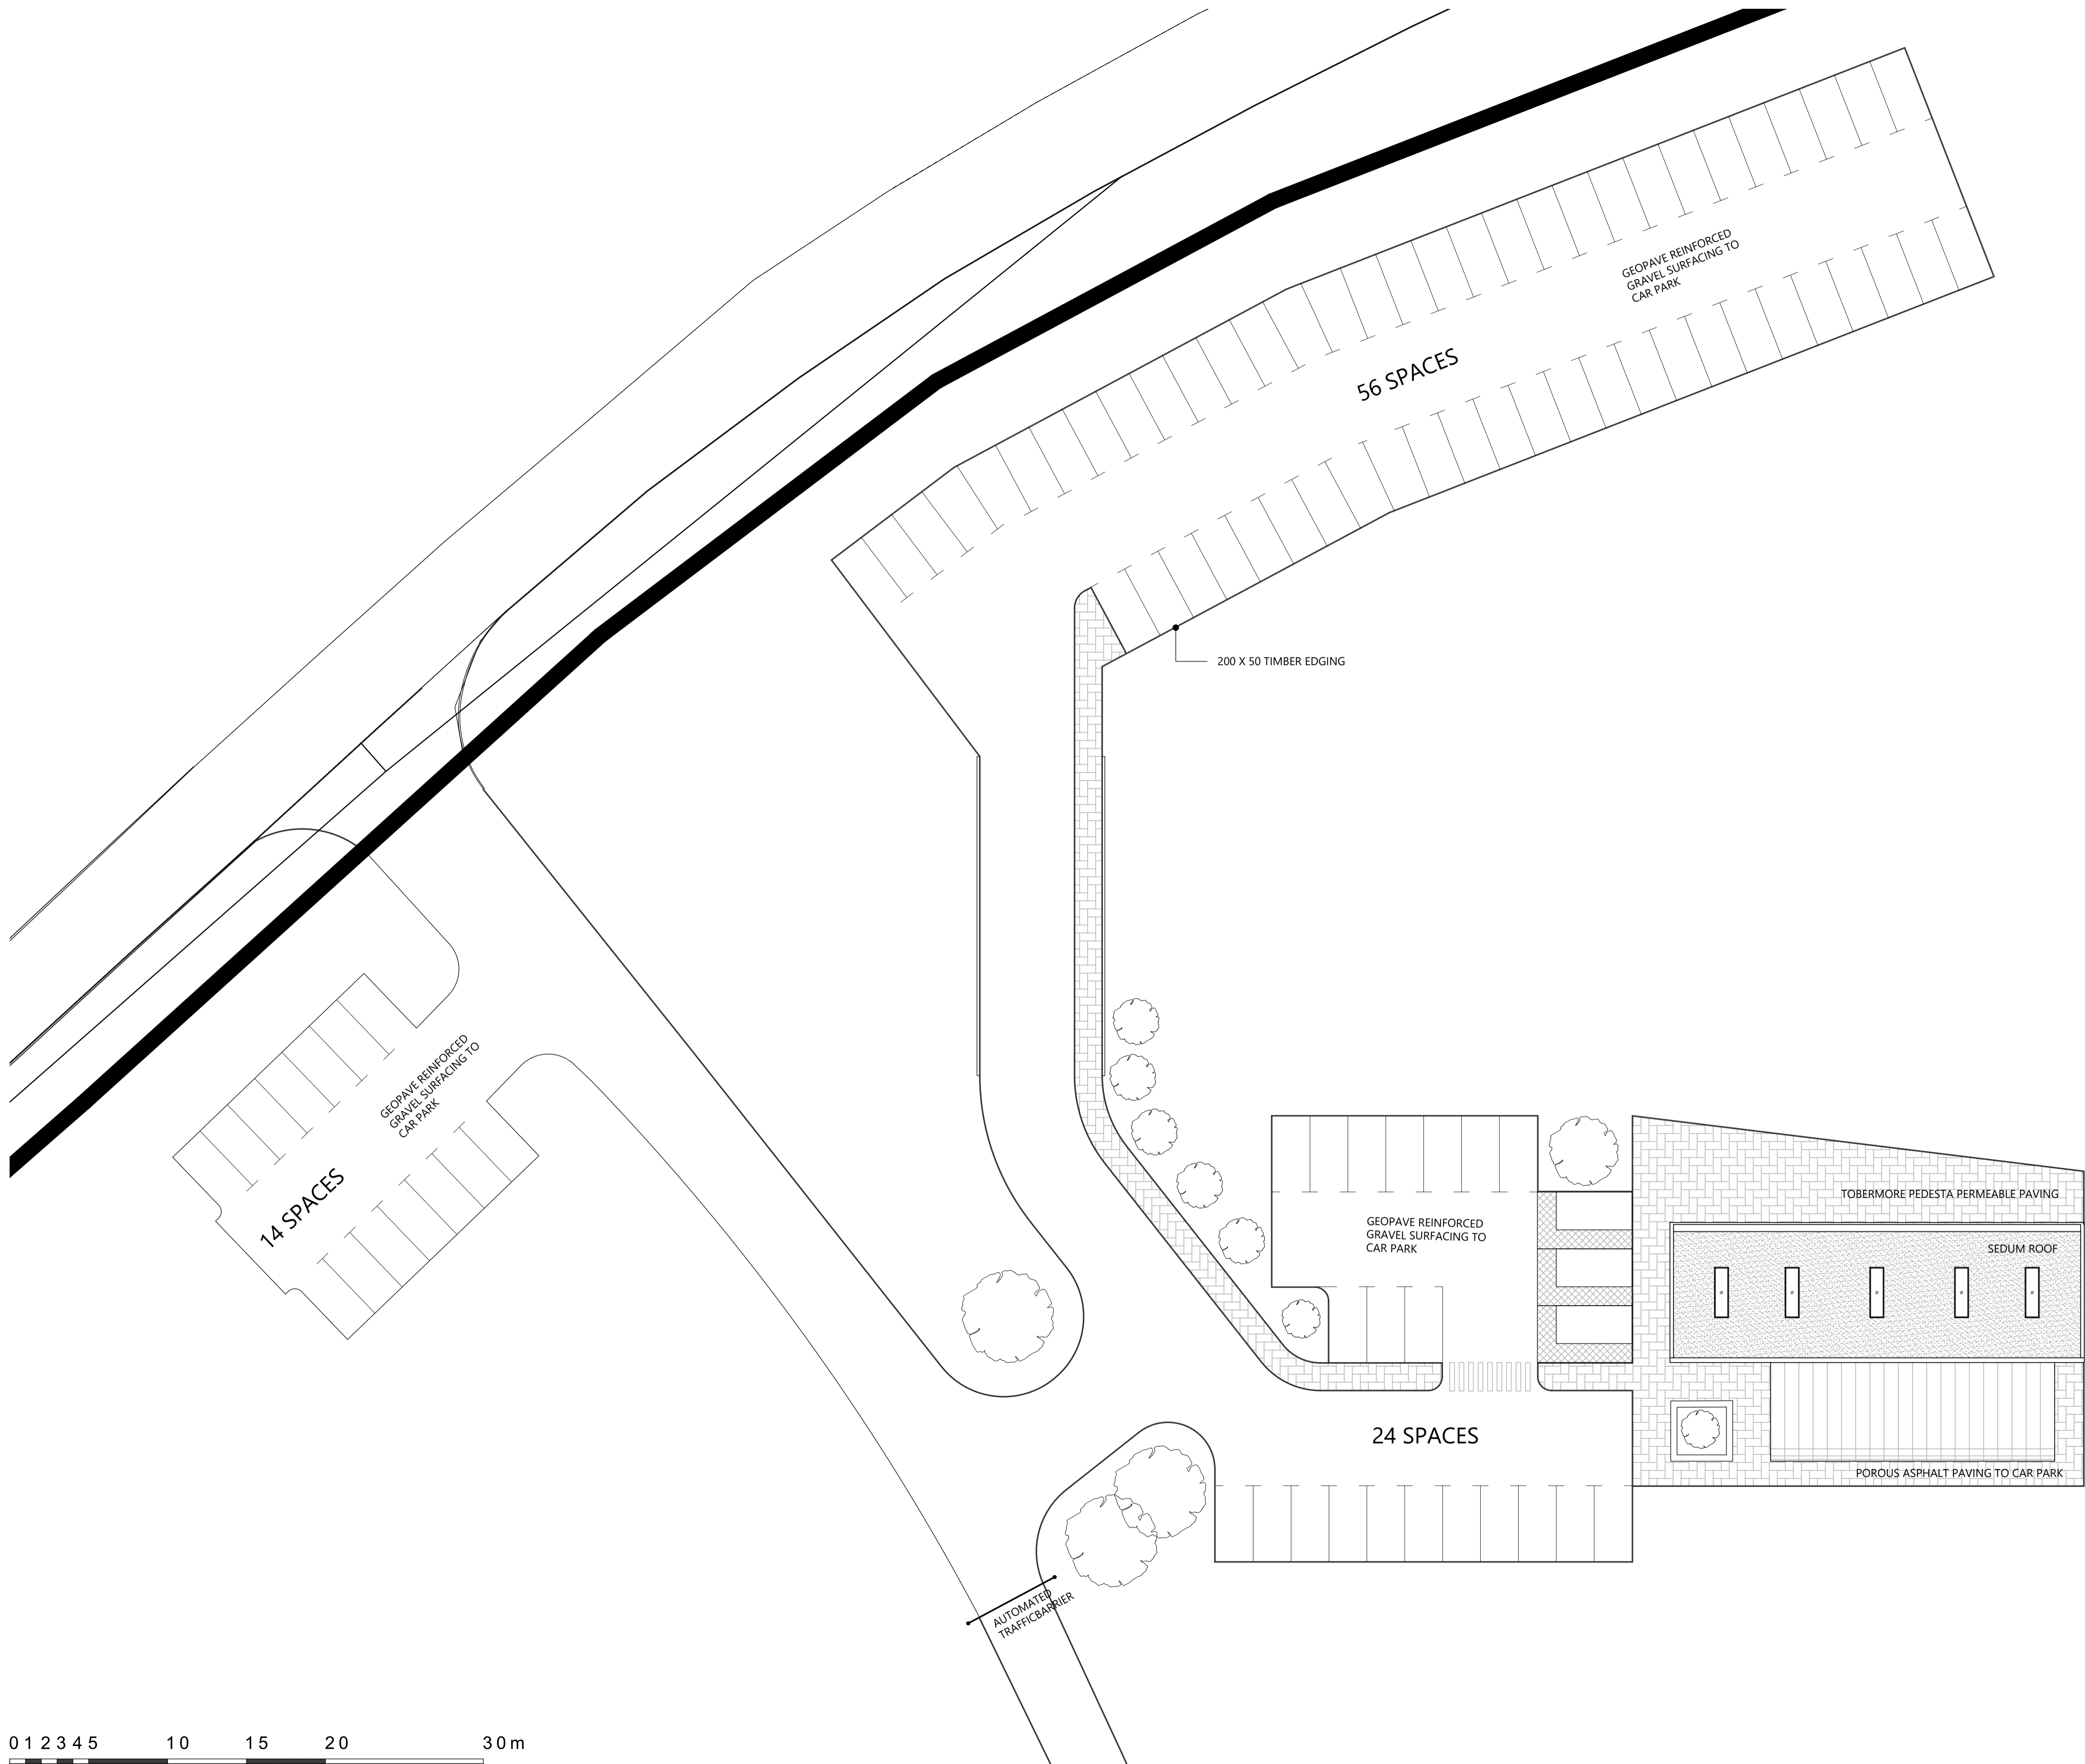 GEOPAVE REINFORCED
GRAVEL SURFACING TO
CAR PARK
56 SPACES
200 X 50 TIMBER EDGING
GEOPAVE REINFORCED
GRAVEL SURFACING TO
CAR PARK
14 SPACES
TOBERMORE PEDESTA PERMEABLE PAVING
GEOPAVE REINFORCED
GRAVEL SURFACING TO
CAR PARK
SEDUM ROOF
24 SPACES
POROUS ASPHALT PAVING TO CAR PARK
AUTOMATED
TRAFFICBARRIER
0 1 2 3 4 5 10 15 20 30m